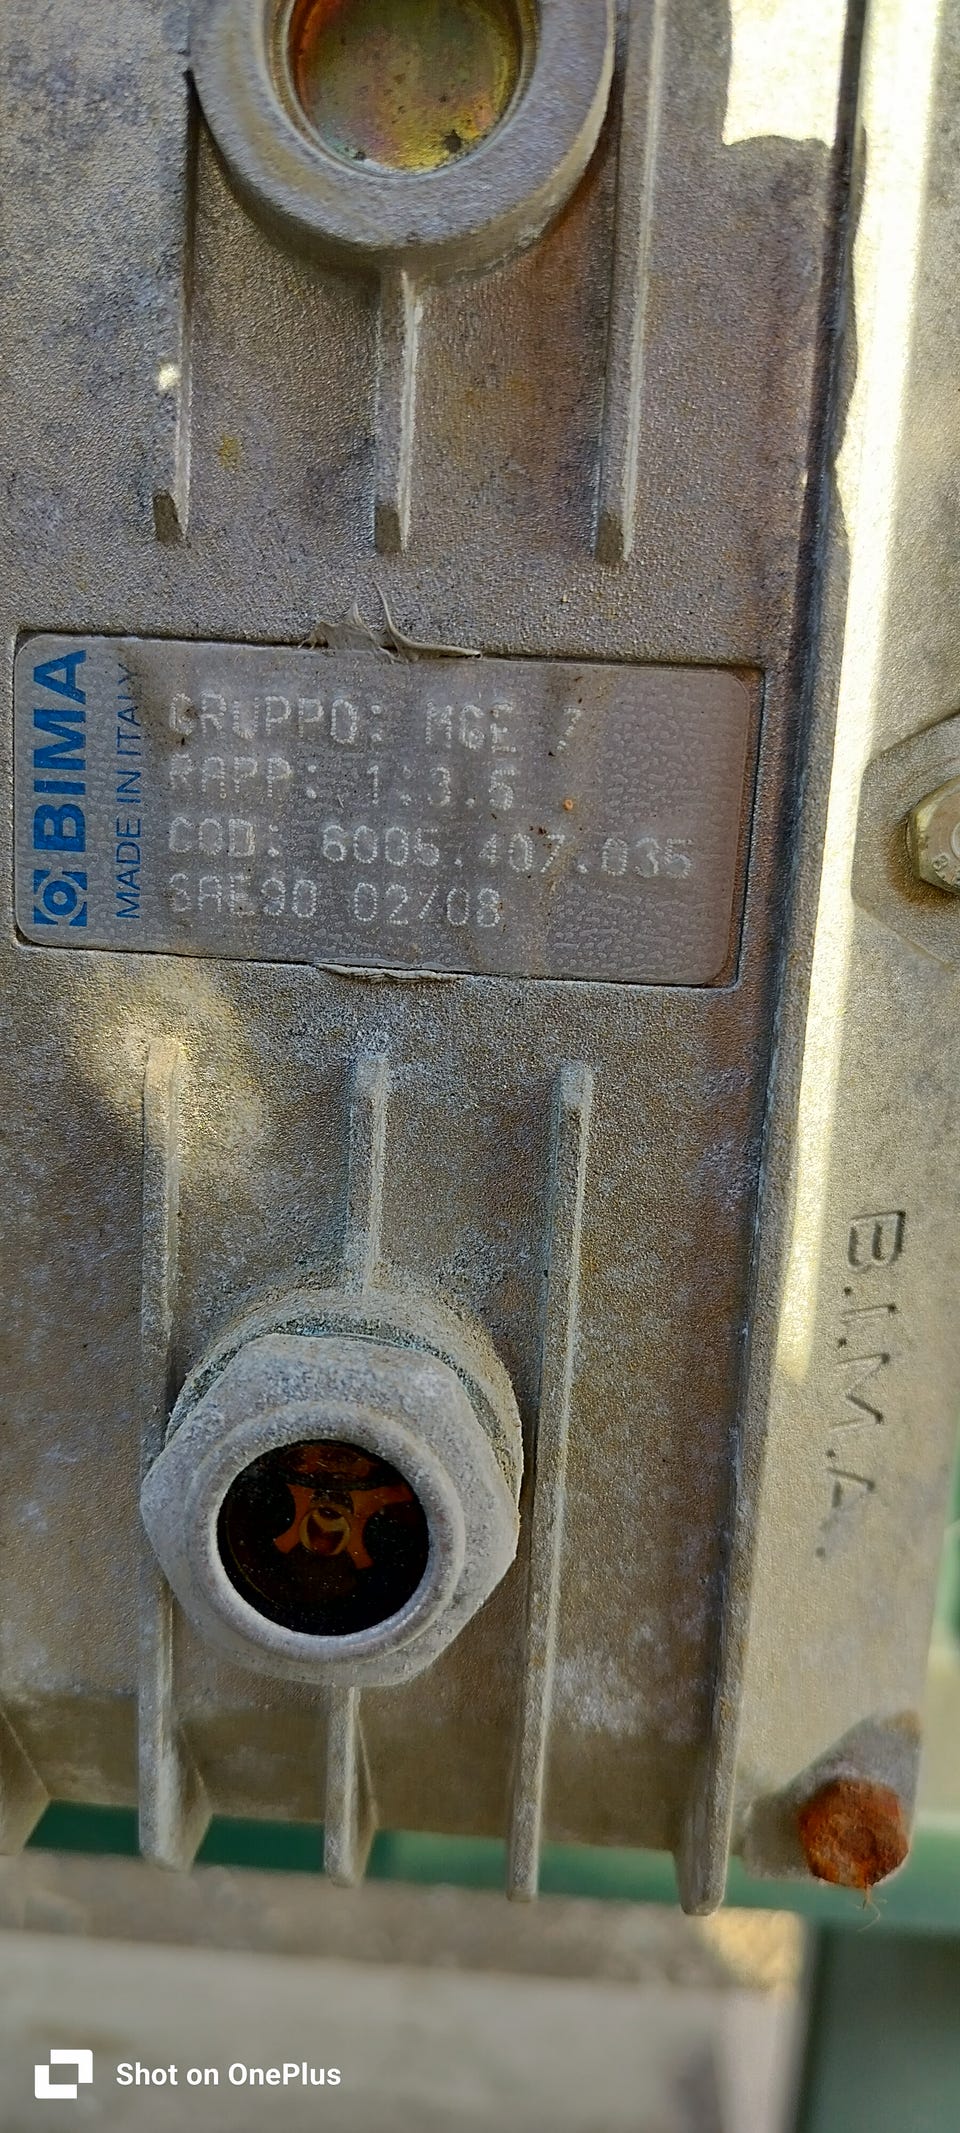 BIMA
MADE IN ITALY
GRUPPO: MGE 7
RAPP: 1:3.5
COD: 6005.407.035
SAE90 02/08
B.I.M.A.
Shot on OnePlus